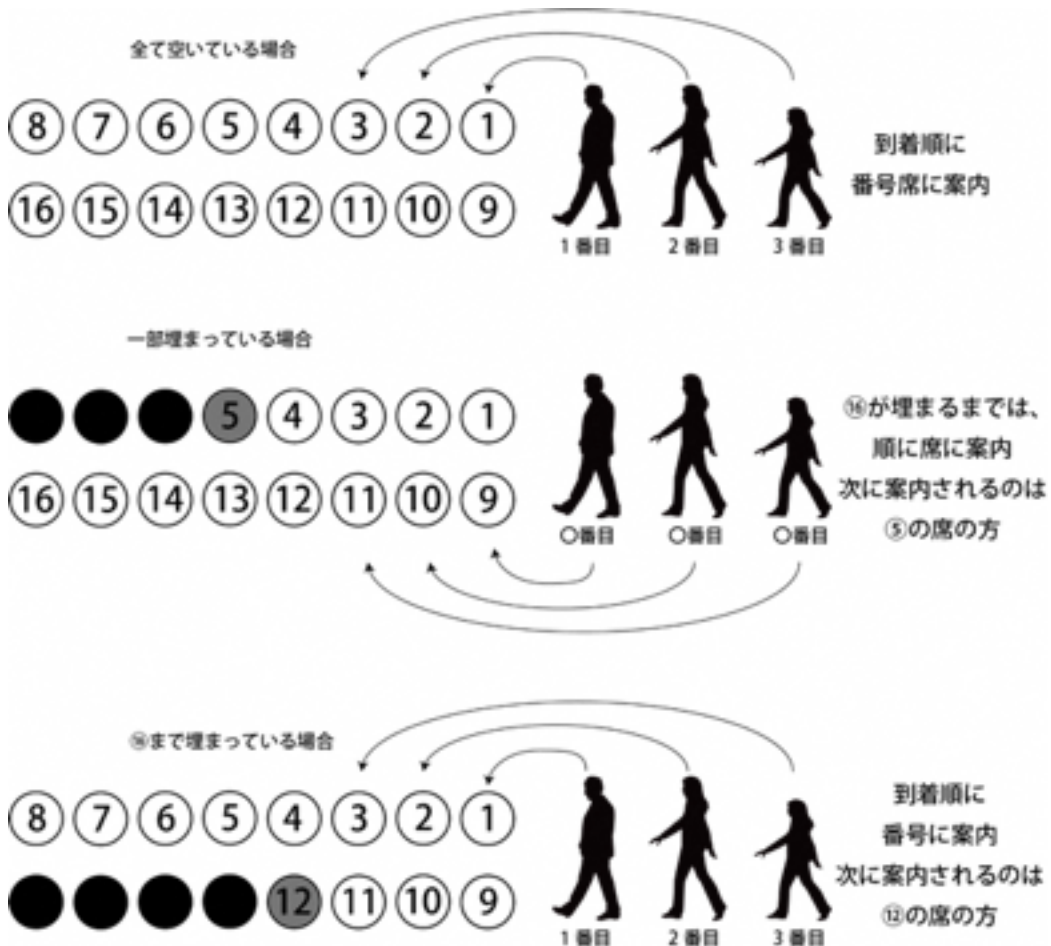 全て空いている場合
8 7 6 5 4 3 2 1
16 15 14 13 12 11 10 9
1番目 2番目 3番目
到着順に
番号席に案内
一部埋まっている場合
5 4 3 2 1
16 15 14 13 12 11 10 9
〇番目 〇番目 〇番目
⑯が埋まるまでは、
順に席に案内
次に案内されるのは
⑤の席の方
⑯まで埋まっている場合
8 7 6 5 4 3 2 1
12 11 10 9
1番目 2番目 3番目
到着順に
番号に案内
次に案内されるのは
⑫の席の方